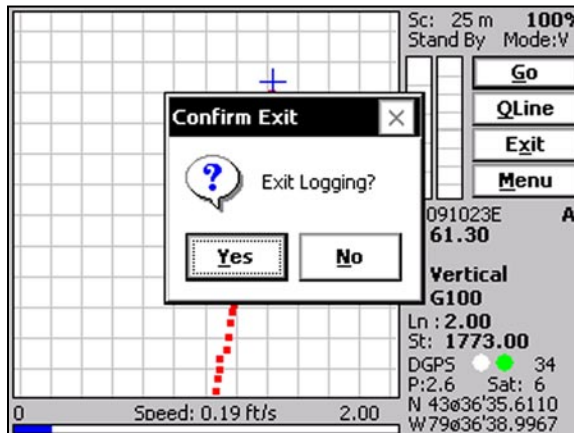 Sc: 25 m 100%
Stand By Mode:V
Go
QLine
Exit
Menu
Confirm Exit
Exit Logging?
Yes
No
091023E A
61.30
Vertical
G100
Ln : 2.00
St: 1773.00
DGPS 34
P:2.6 Sat: 6
N 43ø36'35.6110
W79ø36'38.9967
0 Speed: 0.19 ft/s 2.00